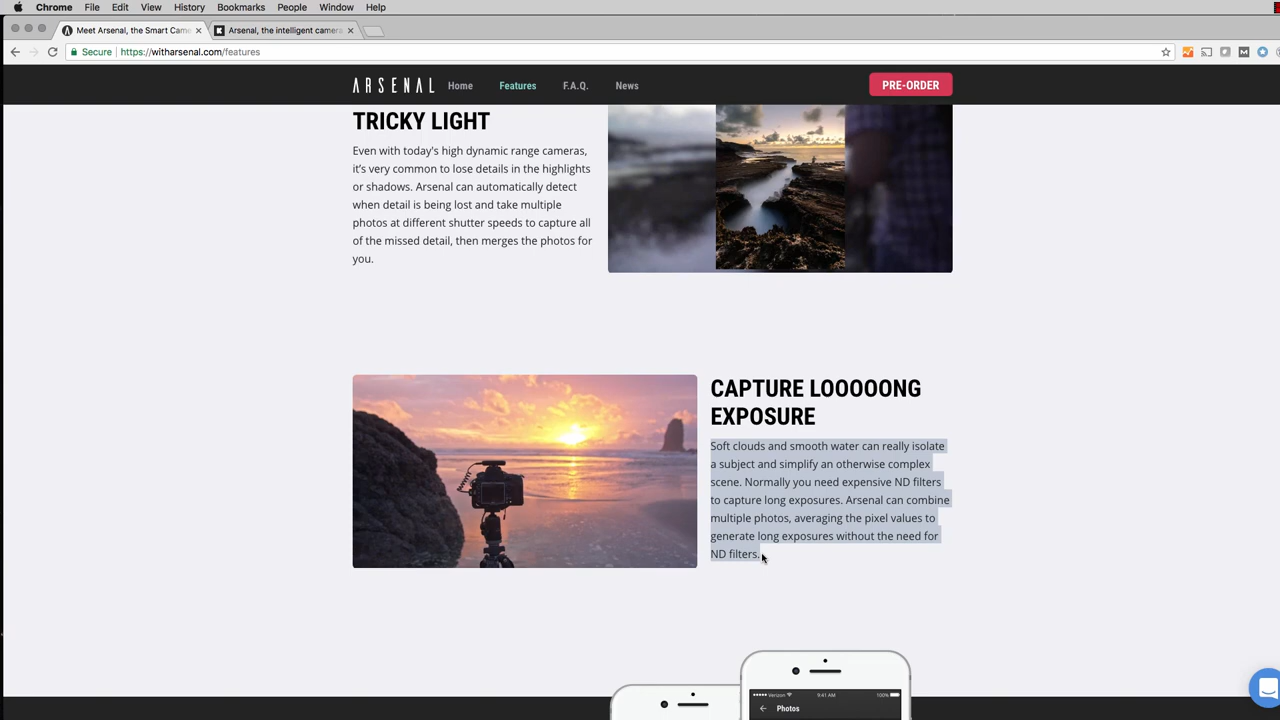 Chrome File Edit View History Bookmarks People Window Help
Meet Arsenal, the Smart Came
Arsenal, the intelligent camera
Secure https://witharsenal.com/features
ARSENAL Home Features F.A.Q. News PRE-ORDER
TRICKY LIGHT
Even with today's high dynamic range cameras,
it's very common to lose details in the highlights
or shadows. Arsenal can automatically detect
when detail is being lost and take multiple
photos at different shutter speeds to capture all
of the missed detail, then merges the photos for
you.
CAPTURE LOOOOONG
EXPOSURE
Soft clouds and smooth water can really isolate
a subject and simplify an otherwise complex
scene. Normally you need expensive ND filters
to capture long exposures. Arsenal can combine
multiple photos, averaging the pixel values to
generate long exposures without the need for
ND filters.
Verizon 9:41 AM 100%
Photos